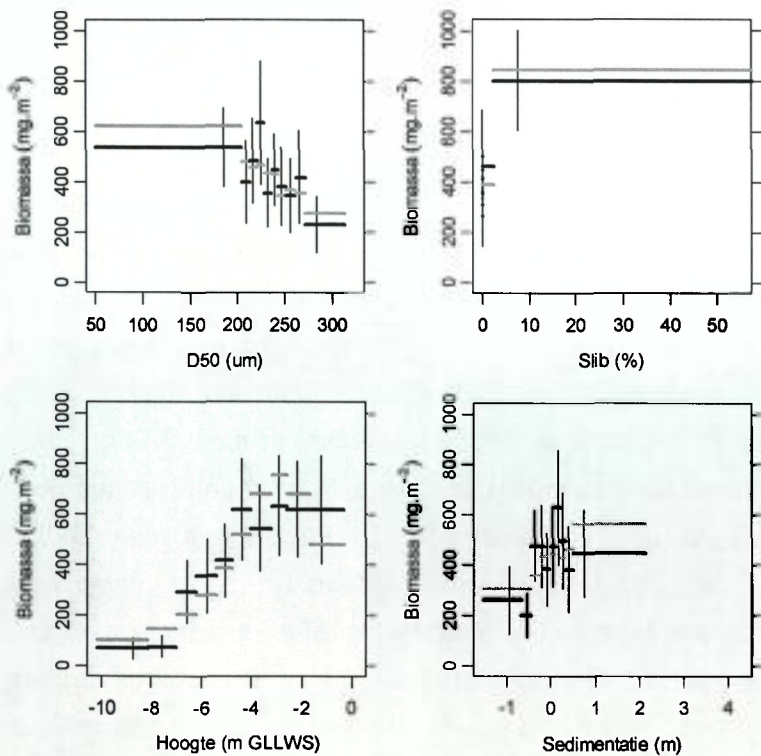 Biomassa (mg.m⁻²)
0 200 400 600 800 1000
50 100 150 200 250 300
D50 (um)
Biomassa (mg.m⁻²)
0 200 400 600 800 1000
0 10 20 30 40 50
Slib (%)
Biomassa (mg.m⁻²)
0 200 400 600 800 1000
-10 -8 -6 -4 -2 0
Hoogte (m GLLWS)
Biomassa (mg.m⁻²)
0 200 400 600 800 1000
-1 0 1 2 3 4
Sedimentatie (m)